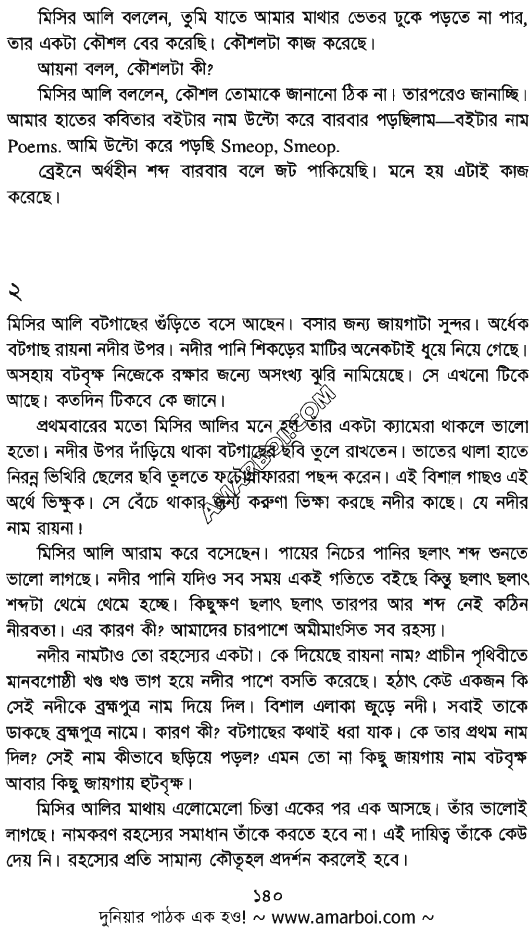 মিসির আলি বললেন, তুমি যাতে আমার মাথার ভেতর ঢুকে পড়তে না পার,
তার একটা কৌশল বের করেছি। কৌশলটা কাজ করেছে।
আয়না বলল, কৌশলটা কী?
মিসির আলি বললেন, কৌশল তোমাকে জানানো ঠিক না। তারপরেও জানাচ্ছি।
আমার হাতের কবিতার বইটার নাম উল্টো করে বারবার পড়ছিলাম—বইটার নাম
Poems. আমি উল্টো করে পড়ছি Smeop, Smeop.
ব্রেইনে অর্থহীন শব্দ বারবার বলে জট পাকিয়েছি। মনে হয় এটাই কাজ
করেছে।
২
মিসির আলি বটগাছের গুঁড়িতে বসে আছেন। বসার জন্য জায়গাটা সুন্দর। অর্ধেক
বটগাছ রায়না নদীর উপর। নদীর পানি শিকড়ের মাটির অনেকটাই ধুয়ে নিয়ে গেছে।
অসহায় বটবৃক্ষ নিজেকে রক্ষার জন্যে অসংখ্য ঝুরি নামিয়েছে। সে এখনো টিকে
আছে। কতদিন টিকবে কে জানে।
প্রথমবারের মতো মিসির আলির মনে হল তাঁর একটা ক্যামেরা থাকলে ভালো
হতো। নদীর উপর দাঁড়িয়ে থাকা বটগাছের ছবি তুলে রাখতেন। ভাতের থালা হাতে
নিরন্ন ভিখিরি ছেলের ছবি তুলতে ফটোগ্রাফাররা পছন্দ করেন। এই বিশাল গাছও এই
অর্থে ভিক্ষুক। সে বেঁচে থাকার জন্য করুণা ভিক্ষা করছে নদীর কাছে। যে নদীর
নাম রায়না!
মিসির আলি আরাম করে বসেছেন। পায়ের নিচের পানির ছলাৎ শব্দ শুনতে
ভালো লাগছে। নদীর পানি যদিও সব সময় একই গতিতে বইছে কিন্তু ছলাৎ ছলাৎ
শব্দটা থেমে থেমে হচ্ছে। কিছুক্ষণ ছলাৎ ছলাৎ তারপর আর শব্দ নেই কঠিন
নীরবতা। এর কারণ কী? আমাদের চারপাশে অমীমাংসিত সব রহস্য।
নদীর নামটাও তো রহস্যের একটা। কে দিয়েছে রায়না নাম? প্রাচীন পৃথিবীতে
মানবগোষ্ঠী খণ্ড খণ্ড ভাগ হয়ে নদীর পাশে বসতি করেছে। হঠাৎ কেউ একজন কি
সেই নদীকে ব্রহ্মপুত্র নাম দিয়ে দিল। বিশাল এলাকা জুড়ে নদী। সবাই তাকে
ডাকছে ব্রহ্মপুত্র নামে। কারণ কী? বটগাছের কথাই ধরা যাক। কে তার প্রথম নাম
দিল? সেই নাম কীভাবে ছড়িয়ে পড়ল? এমন তো না কিছু জায়গায় নাম বটবৃক্ষ
আবার কিছু জায়গায় হুটবৃক্ষ।
মিসির আলির মাথায় এলোমেলো চিন্তা একের পর এক আসছে। তাঁর ভালোই
লাগছে। নামকরণ রহস্যের সমাধান তাঁকে করতে হবে না। এই দায়িত্ব তাঁকে কেউ
দেয় নি। রহস্যের প্রতি সামান্য কৌতূহল প্রদর্শন করলেই হবে।
AMARBOI.COM
১৪০
দুনিয়ার পাঠক এক হও! ~ www.amarboi.com ~